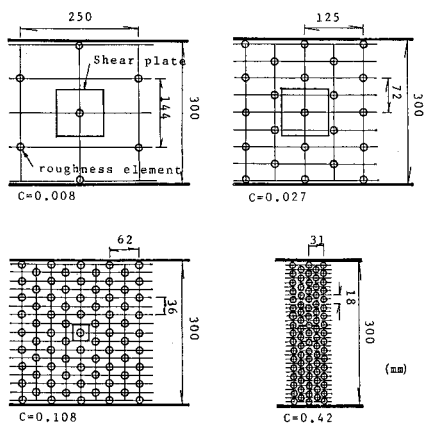 250
Shear plate
144
300
roughness element
C=0.008
125
72
300
C=0.027
62
36
300
C=0.108
31
18
300
(mm)
C=0.42